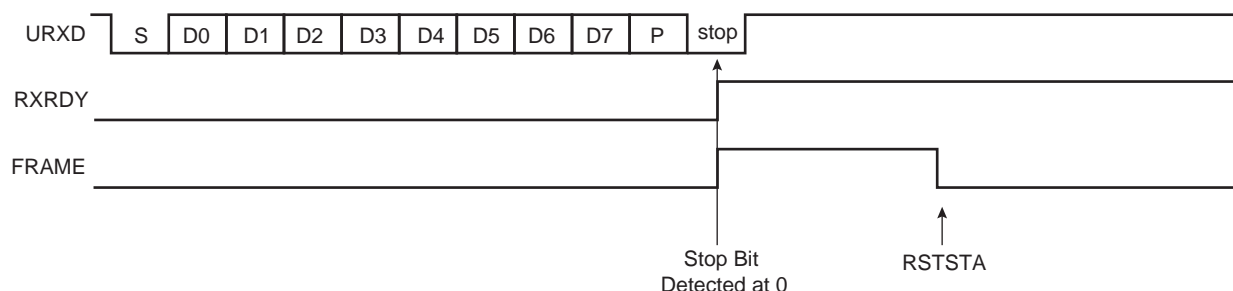 URXD S D0 D1 D2 D3 D4 D5 D6 D7 P stop
RXRDY
FRAME
Stop Bit
Detected at 0
RSTSTA